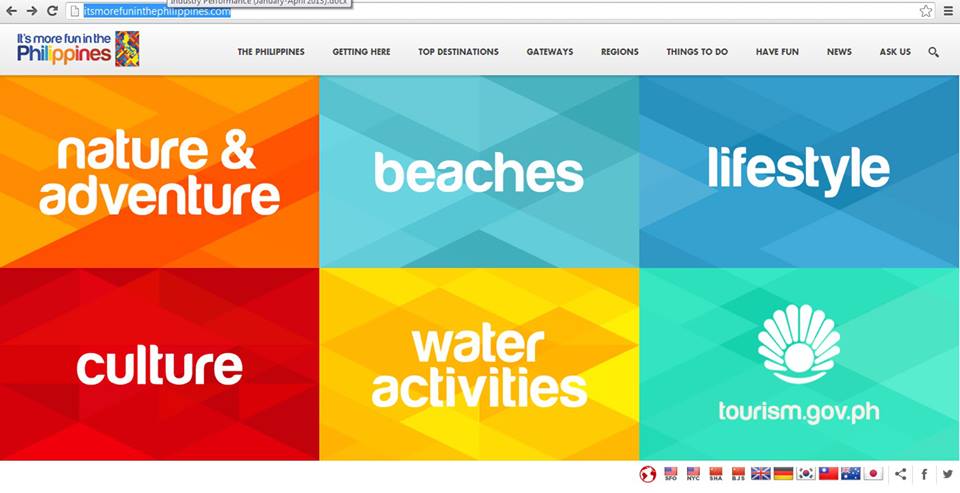 Industry Performance (January-April 2015).docx
itsmorefuninthephilippines.com
It's more fun in the
Philippines
THE PHILIPPINES GETTING HERE TOP DESTINATIONS GATEWAYS REGIONS THINGS TO DO HAVE FUN NEWS ASK US
nature &
adventure
beaches
lifestyle
culture
water
activities
tourism.gov.ph
SFO NYC SHA BJS